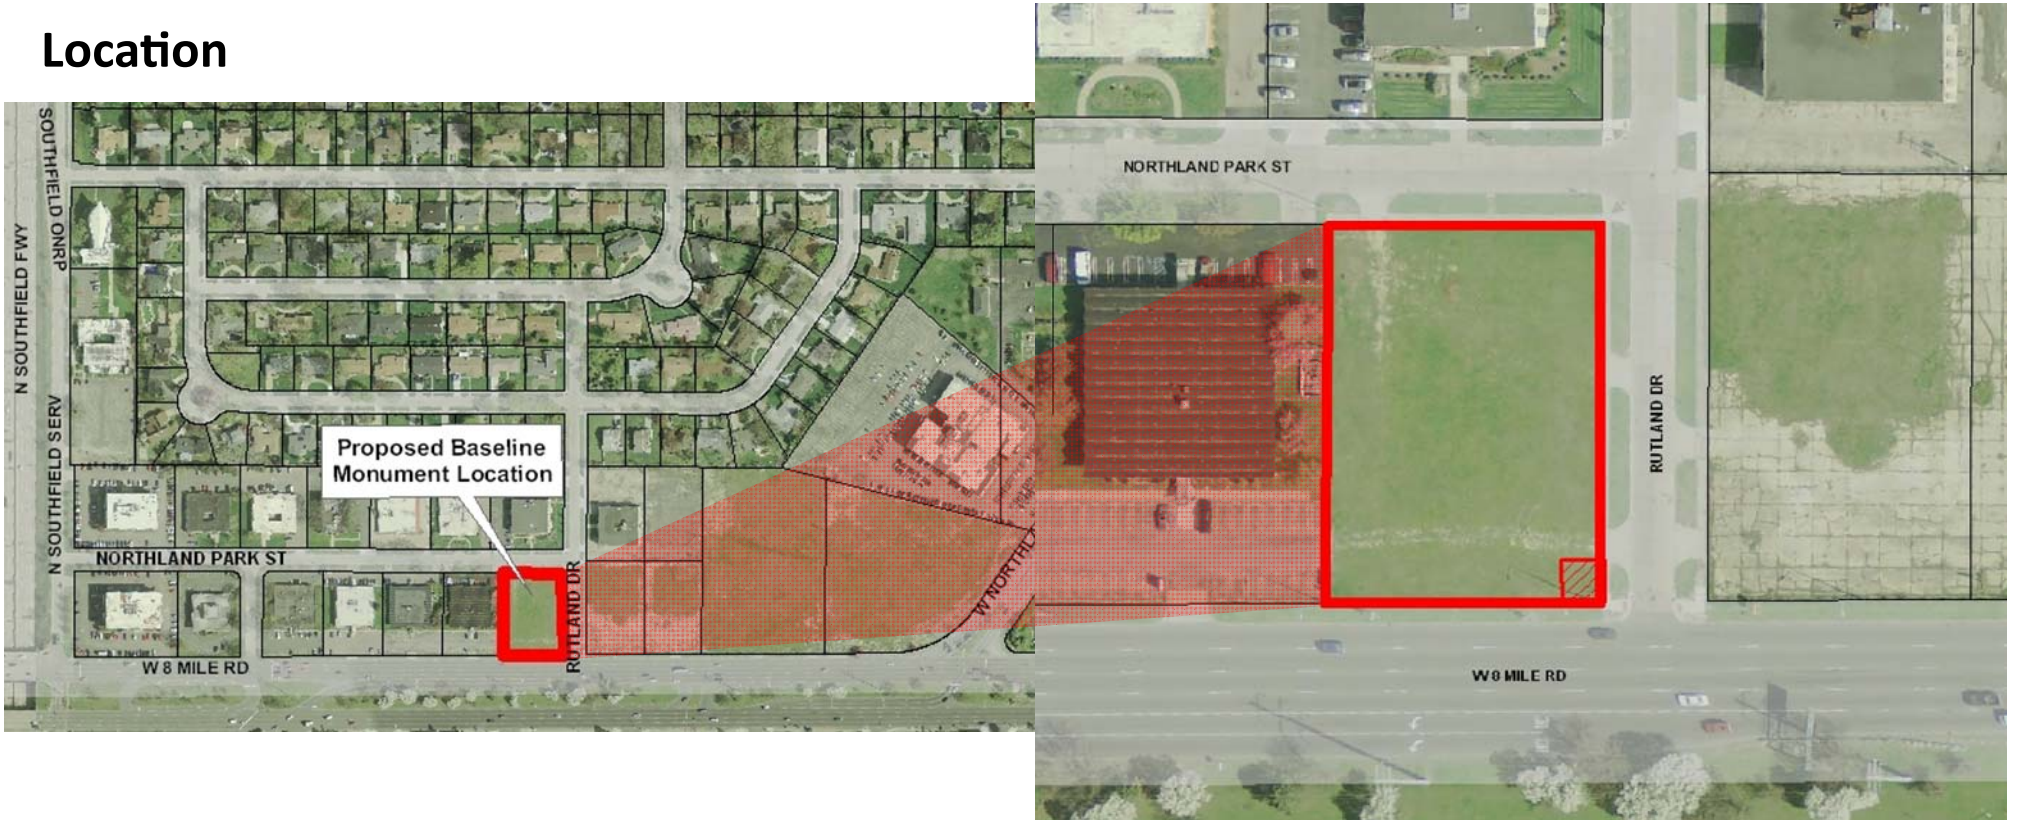 Location
SOUTHFIELD ONRP
N SOUTHFIELD FWY
N SOUTHFIELD SERV
Proposed Baseline
Monument Location
NORTHLAND PARK ST
RUTLAND DR
W NORTHL
W 8 MILE RD
NORTHLAND PARK ST
RUTLAND DR
W 8 MILE RD